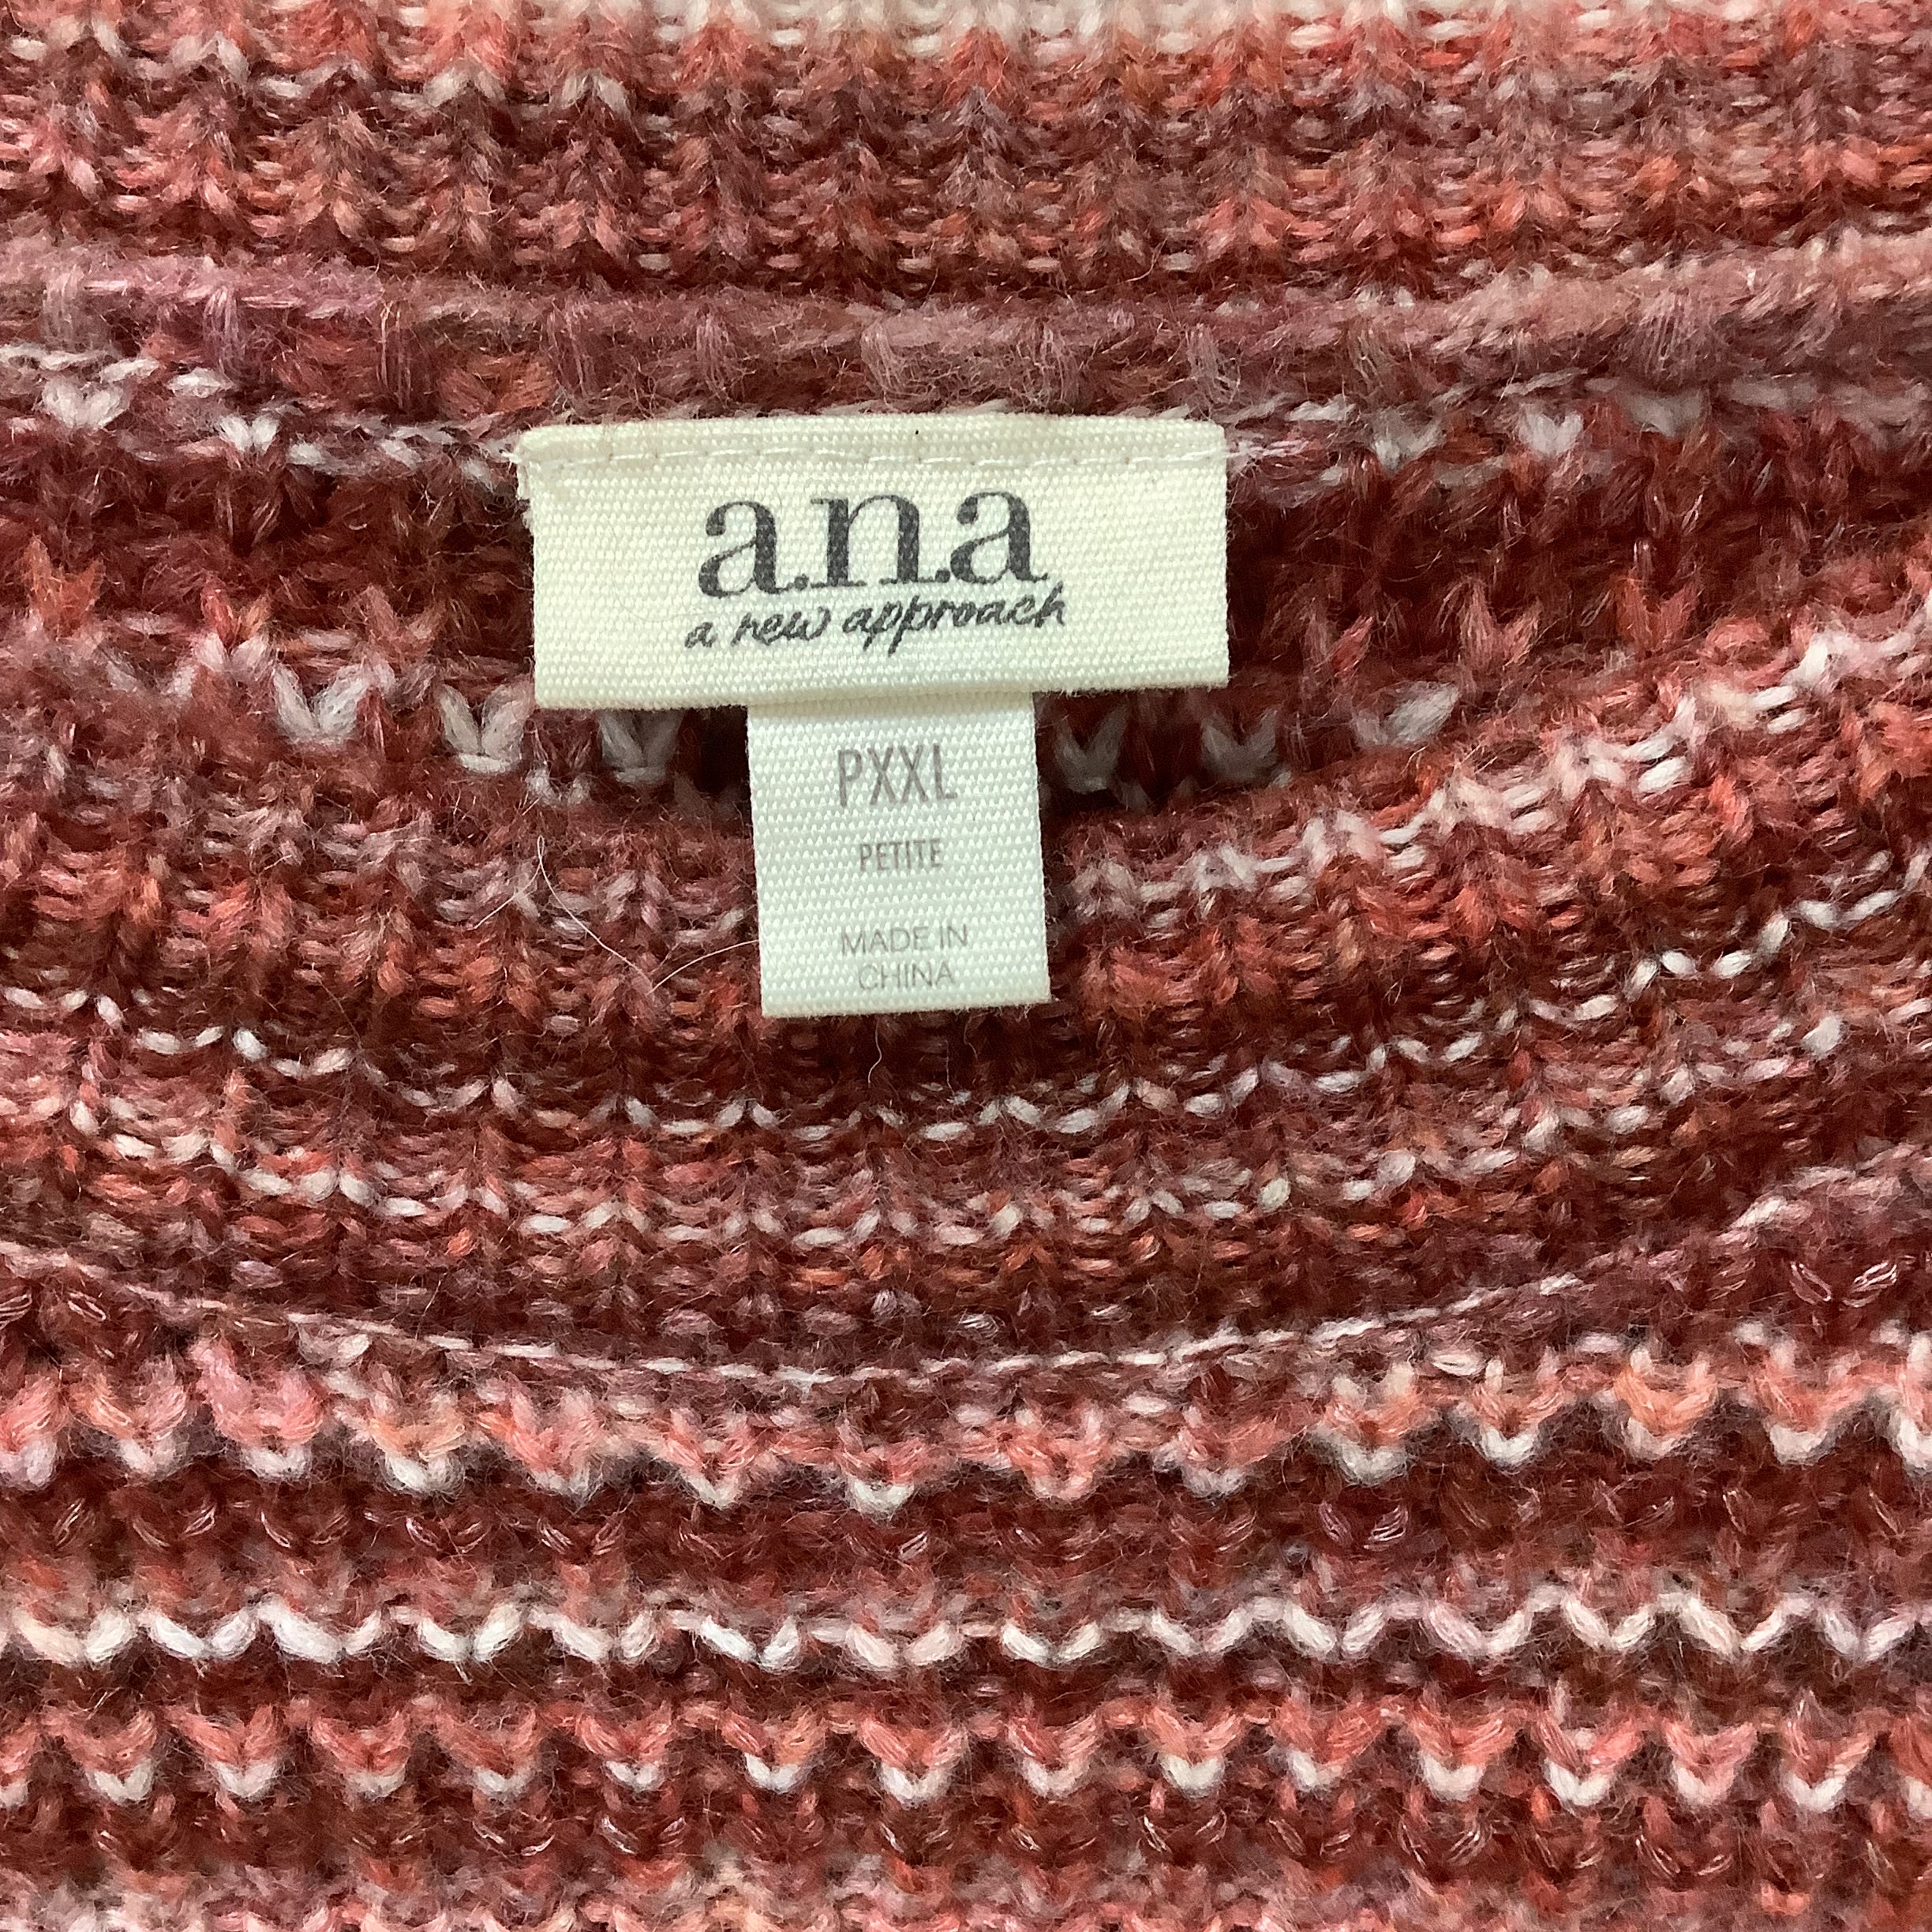 a.n.a
a new approach
PXXL
PETITE
MADE IN
CHINA